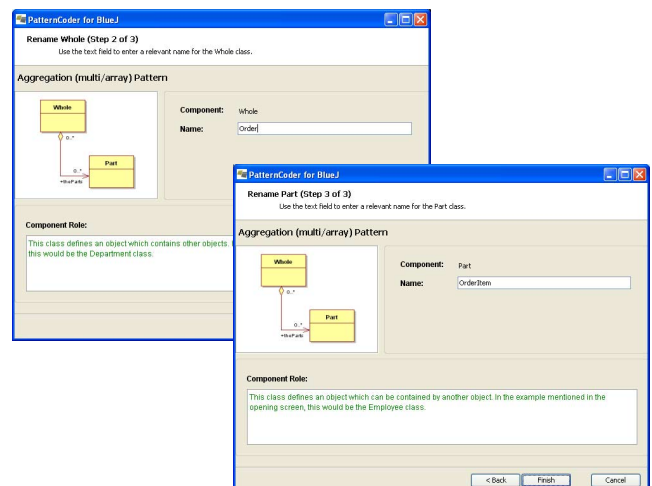 PatternCoder for BlueJ
Rename Whole (Step 2 of 3)
Use the text field to enter a relevant name for the Whole class.
Aggregation (multi/array) Pattern
Whole
0..*
Part
0..*
+theParts
Component: Whole
Name: Order
Component Role:
This class defines an object which contains other objects.
this would be the Department class.
PatternCoder for BlueJ
Rename Part (Step 3 of 3)
Use the text field to enter a relevant name for the Part class.
Aggregation (multi/array) Pattern
Whole
0..*
Part
0..*
+theParts
Component: Part
Name: OrderItem
Component Role:
This class defines an object which can be contained by another object. In the example mentioned in the
opening screen, this would be the Employee class.
< Back Finish Cancel